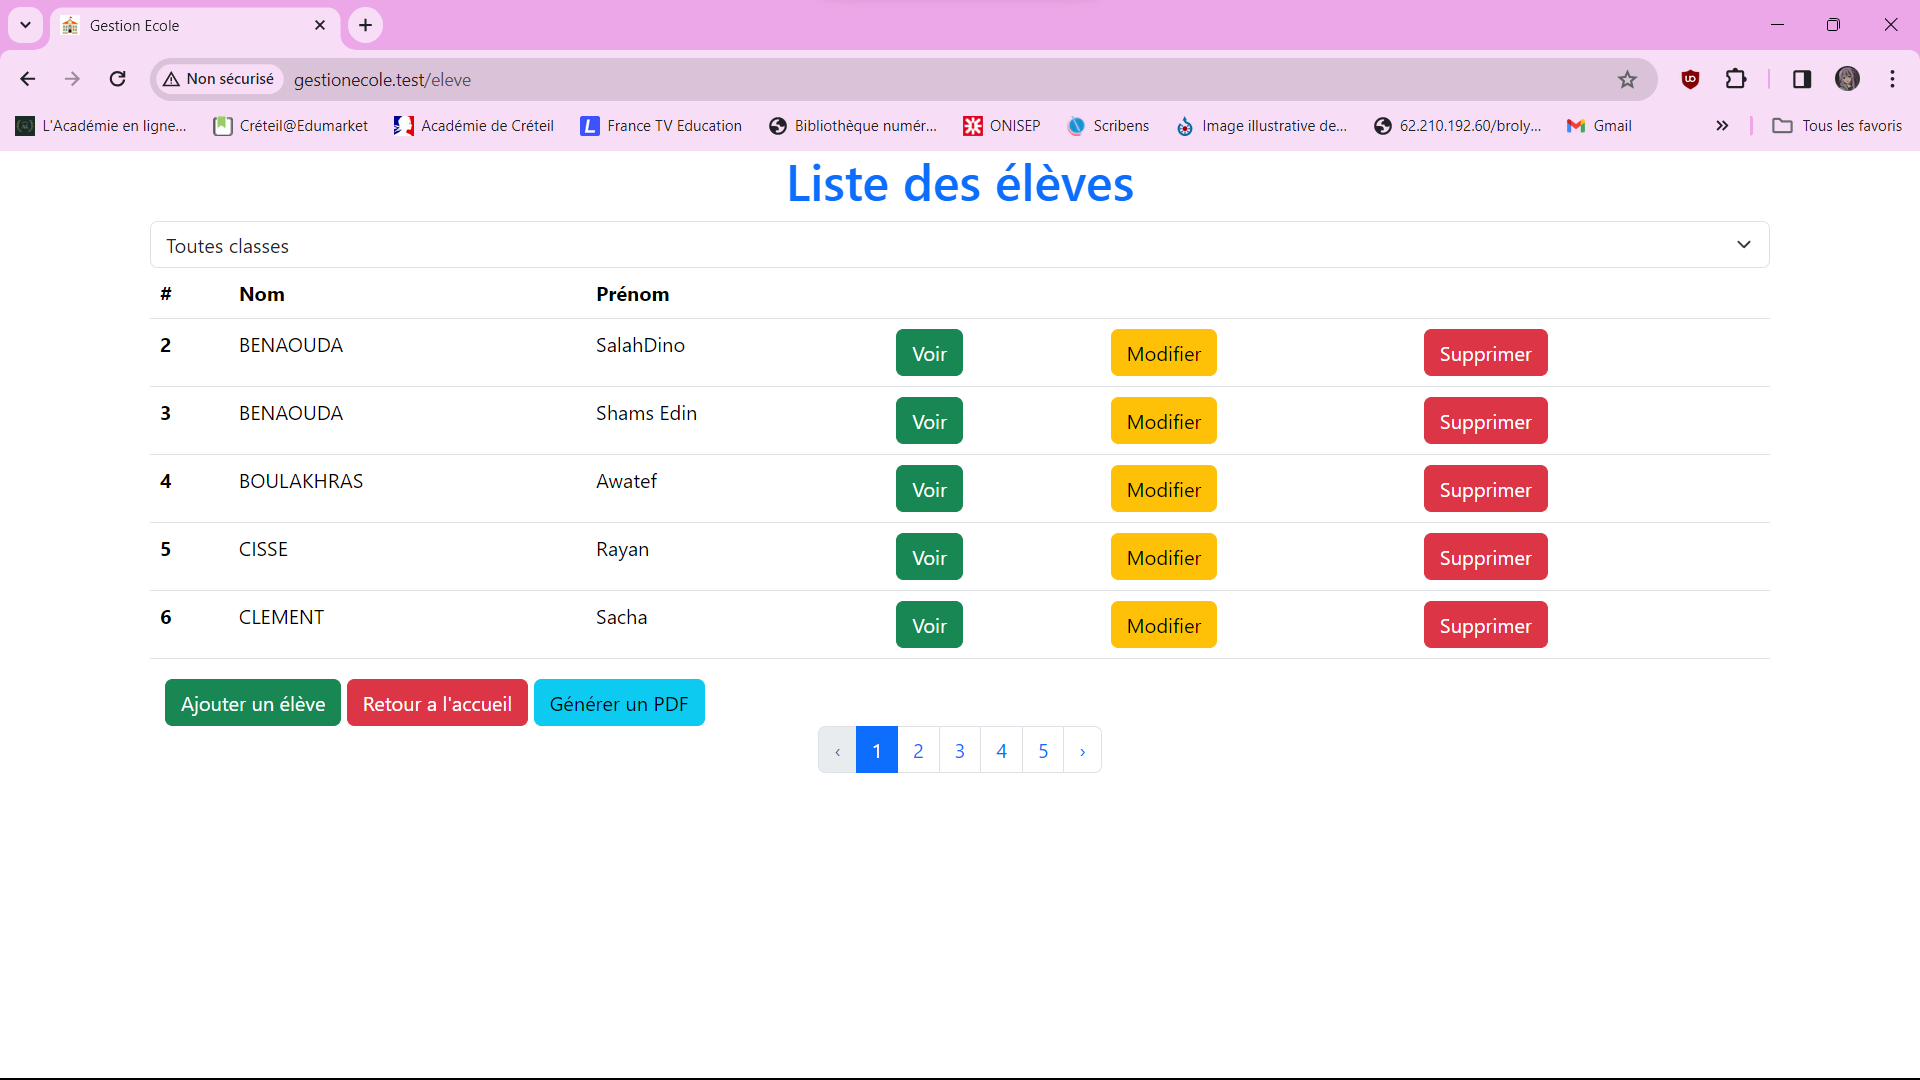 Gestion Ecole
Non sécurisé gestionecole.test/eleve
L'Académie en ligne... Créteil@Edumarket Académie de Créteil France TV Education Bibliothèque numér... ONISEP Scribens Image illustrative de... 62.210.192.60/broly... Gmail » Tous les favoris
Liste des élèves
Toutes classes
# Nom Prénom
2 BENAOUDA SalahDino Voir Modifier Supprimer
3 BENAOUDA Shams Edin Voir Modifier Supprimer
4 BOULAKHRAS Awatef Voir Modifier Supprimer
5 CISSE Rayan Voir Modifier Supprimer
6 CLEMENT Sacha Voir Modifier Supprimer
Ajouter un élève Retour a l'accueil Générer un PDF
‹ 1 2 3 4 5 ›